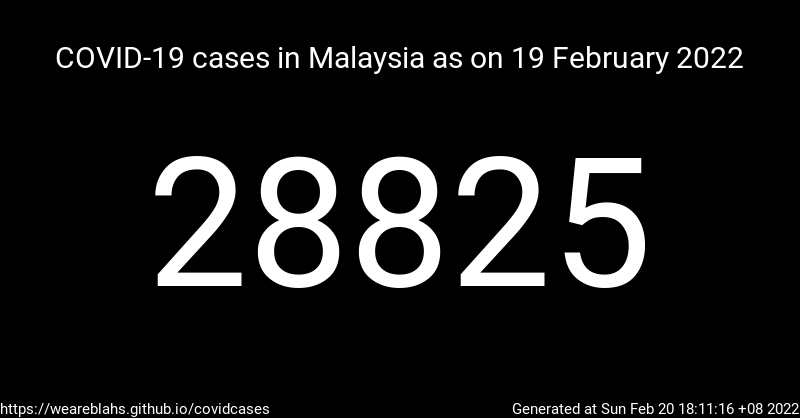 COVID-19 cases in Malaysia as on 19 February 2022
28825
https://weareblahs.github.io/covidcases
Generated at Sun Feb 20 18:11:16 +08 2022